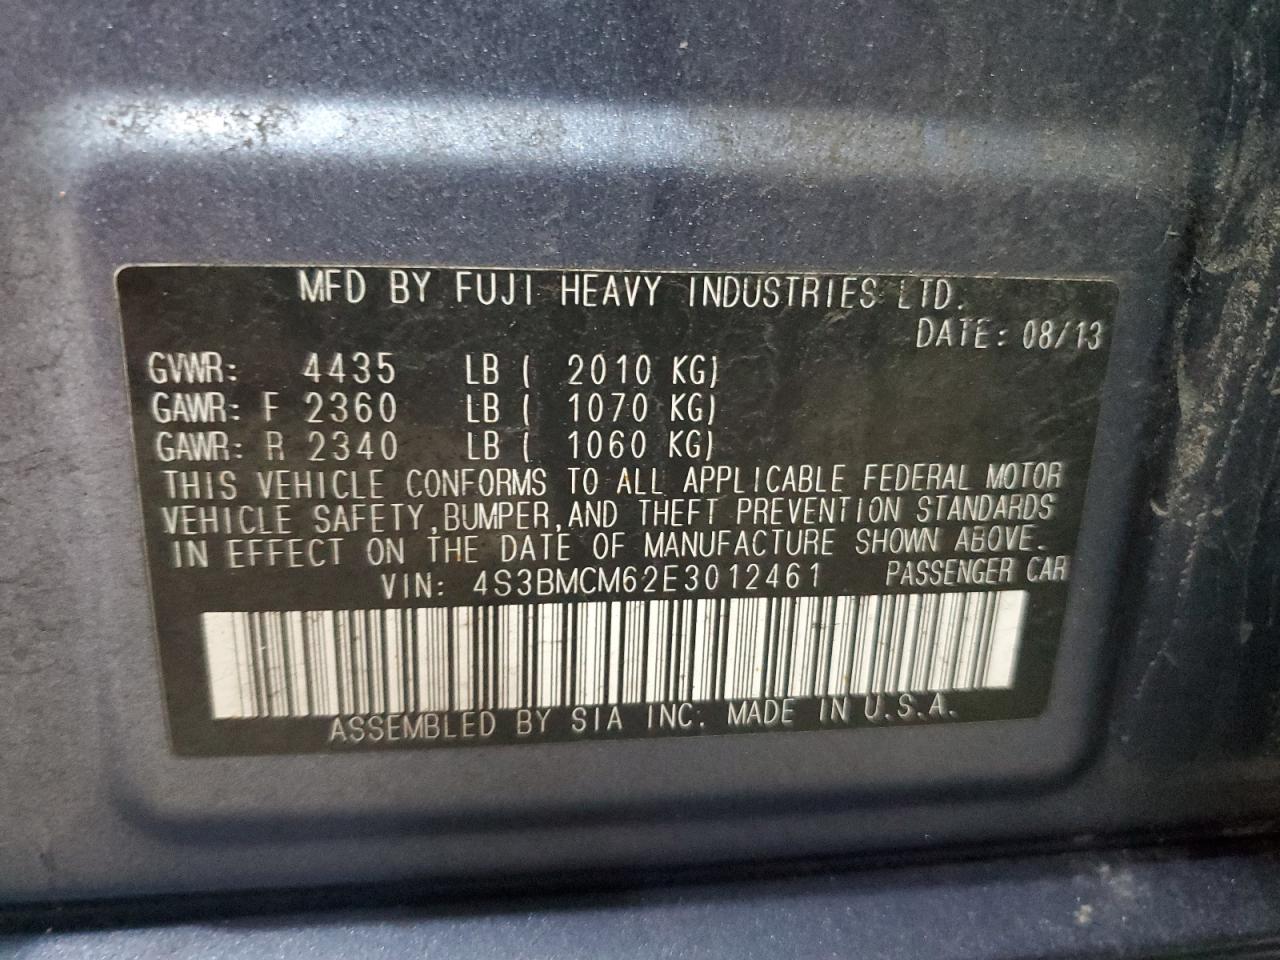 MFD BY FUJI HEAVY INDUSTRIES LTD.
DATE: 08/13
GVWR: 4435 LB ( 2010 KG)
GAWR: F 2360 LB ( 1070 KG)
GAWR: R 2340 LB ( 1060 KG)
THIS VEHICLE CONFORMS TO ALL APPLICABLE FEDERAL MOTOR
VEHICLE SAFETY, BUMPER, AND THEFT PREVENTION STANDARDS
IN EFFECT ON THE DATE OF MANUFACTURE SHOWN ABOVE.
VIN: 4S3BMCM62E3012461 PASSENGER CAR
ASSEMBLED BY SIA INC. MADE IN U.S.A.